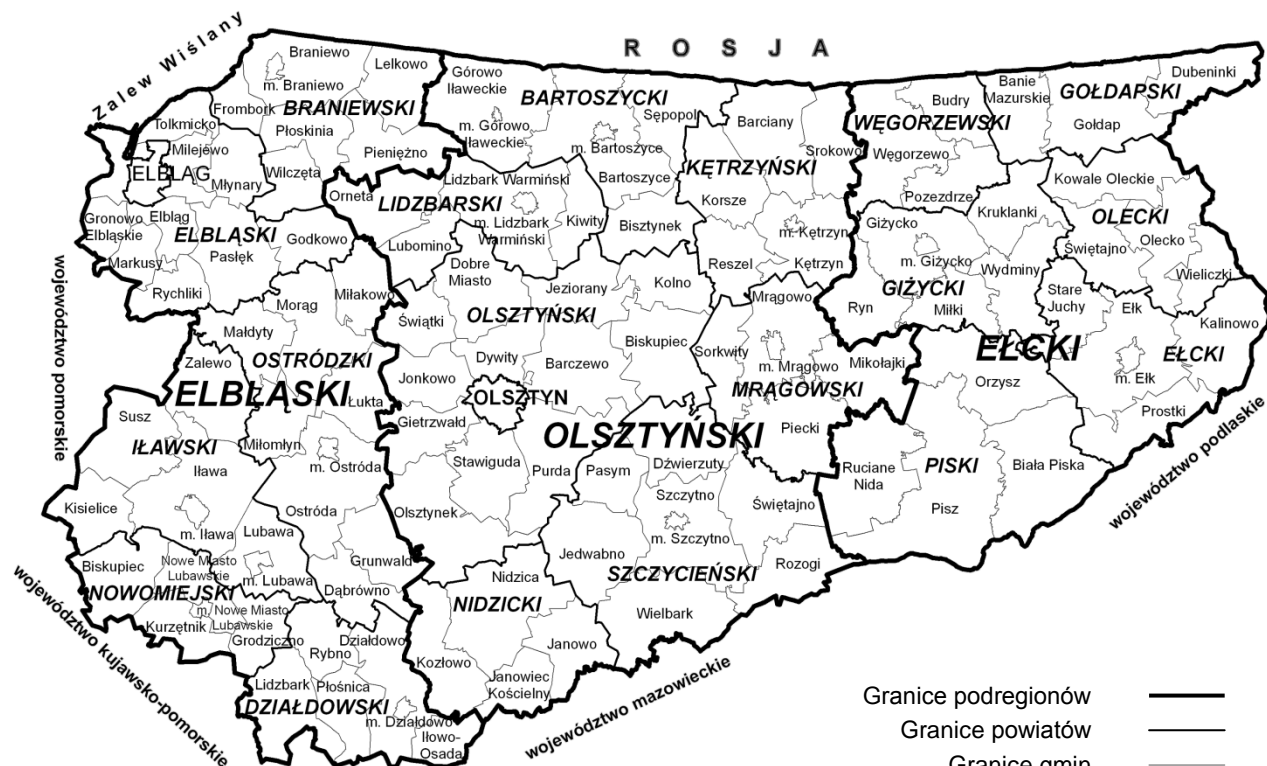 R O S J A
Zalew Wiślany
Braniewo
Lelkowo
m. Braniewo
BRANIEWSKI
Frombork
Płoskinia
Pieniężno
Wilczęta
Tolkmicko
Milejewo
ELBLĄG
Młynary
Gronowo
Elbląskie
Elbląg
ELBLĄSKI
Godkowo
Pasłęk
Markusy
Rychliki
Górowo
Iławeckie
BARTOSZYCKI
Sępopol
m. Górowo
Iławeckie
m. Bartoszyce
Bartoszyce
Bisztynek
Barciany
KĘTRZYŃSKI
Srokowo
Korsze
m. Kętrzyn
Reszel
Kętrzyn
Orneta
Lidzbark Warmiński
LIDZBARSKI
m. Lidzbark
Warmiński
Kiwity
Lubomino
Banie
Mazurskie
Dubeninki
GOŁDAPSKI
Gołdap
Budry
WĘGORZEWSKI
Węgorzewo
Pozezdrze
Kowale Oleckie
OLECKI
Olecko
Świętajno
Wieliczki
Giżycko
Kruklanki
m. Giżycko
Wydminy
GIŻYCKI
Ryn
Miłki
Stare
Juchy
Ełk
Kalinowo
EŁCKI
EŁCKI
m. Ełk
Prostki
Orzysz
Ruciane
Nida
PISKI
Biała Piska
Pisz
Dobre
Miasto
Jeziorany
Kolno
Świątki
OLSZTYŃSKI
Dywity
Biskupiec
Jonkowo
Barczewo
OLSZTYN
Gietrzwałd
OLSZTYŃSKI
Stawiguda
Purda
Olsztynek
Mrągowo
Sorkwity
m. Mrągowo
Mikołajki
MRĄGOWSKI
Piecki
Pasym
Dźwierzuty
Szczytno
Świętajno
m. Szczytno
Jedwabno
SZCZYCIEŃSKI
Rozogi
Wielbark
Nidzica
NIDZICKI
Janowo
Kozłowo
Janowiec
Kościelny
Morąg
Miłakowo
Małdyty
OSTRÓDZKI
Zalewo
ELBLĄSKI
Łukta
Miłomłyn
m. Ostróda
Ostróda
Grunwald
Dąbrówno
Susz
IŁAWSKI
Iława
Kisielice
m. Iława
Lubawa
m. Lubawa
Biskupiec
Nowe Miasto
Lubawskie
NOWOMIEJSKI
m. Nowe Miasto
Lubawskie
Kurzętnik
Grodziczno
Rybno
Działdowo
Lidzbark
Płośnica
DZIAŁDOWSKI
m. Działdowo
Iłowo-
Osada
województwo pomorskie
województwo kujawsko-pomorskie
województwo mazowieckie
województwo podlaskie
Granice podregionów
Granice powiatów
Granice gmin